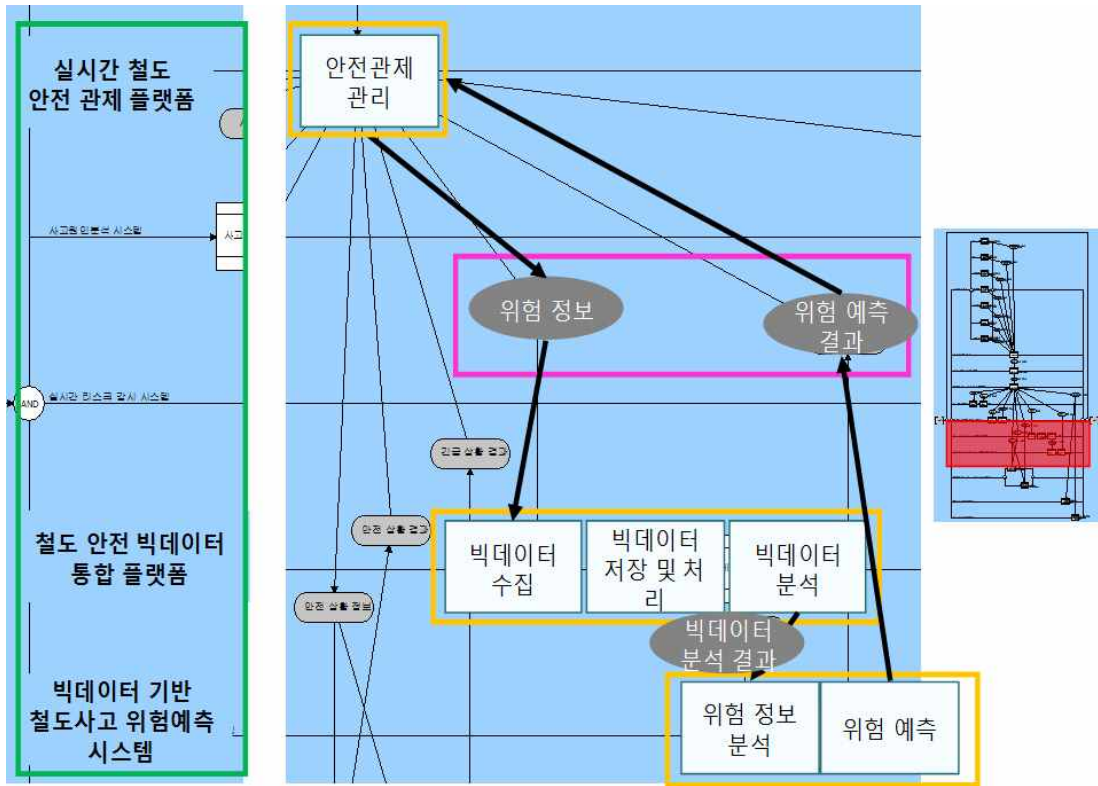 실시간 철도
안전 관제 플랫폼
안전관제
관리
사고원인분석 시스템
사고
위험 정보
위험 예측
결과
AND
실시간 리스크 감시 시스템
긴급 상황 결과
안전 상황 결과
철도 안전 빅데이터
통합 플랫폼
빅데이터
수집
빅데이터
저장 및 처
리
빅데이터
분석
안전 상황 정보
빅데이터
분석 결과
빅데이터 기반
철도사고 위험예측
시스템
위험 정보
분석
위험 예측